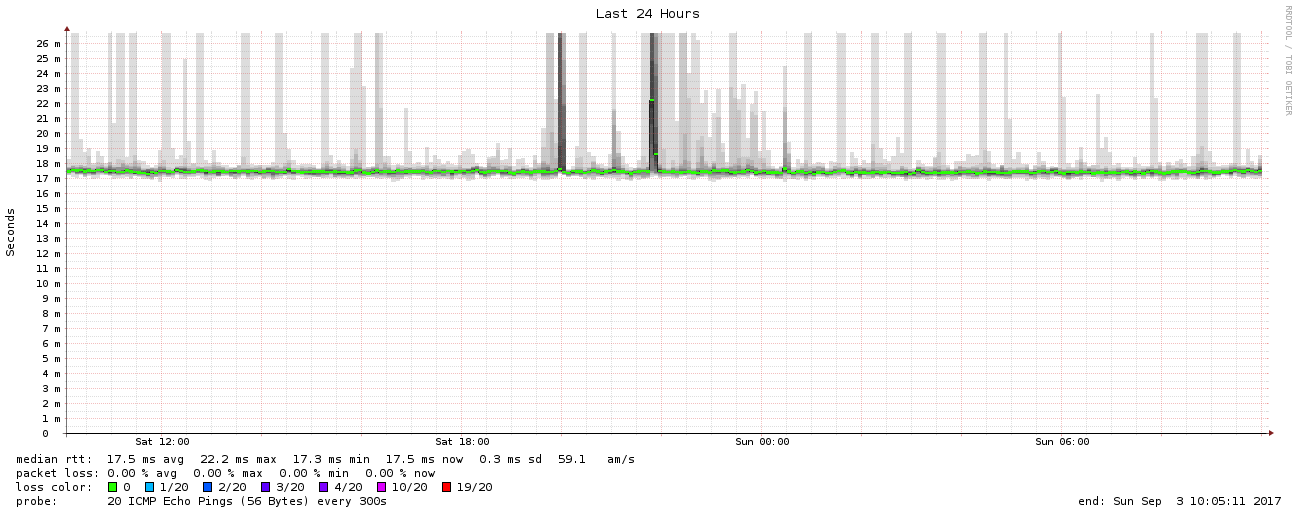 Last 24 Hours
RRDTOOL / TOBI OETIKER
Seconds
26 m
25 m
24 m
23 m
22 m
21 m
20 m
19 m
18 m
17 m
16 m
15 m
14 m
13 m
12 m
11 m
10 m
9 m
8 m
7 m
6 m
5 m
4 m
3 m
2 m
1 m
0
Sat 12:00 Sat 18:00 Sun 00:00 Sun 06:00
median rtt: 17.5 ms avg 22.2 ms max 17.3 ms min 17.5 ms now 0.3 ms sd 59.1 am/s
packet loss: 0.00 % avg 0.00 % max 0.00 % min 0.00 % now
loss color: 0 1/20 2/20 3/20 4/20 10/20 19/20
probe: 20 ICMP Echo Pings (56 Bytes) every 300s end: Sun Sep 3 10:05:11 2017